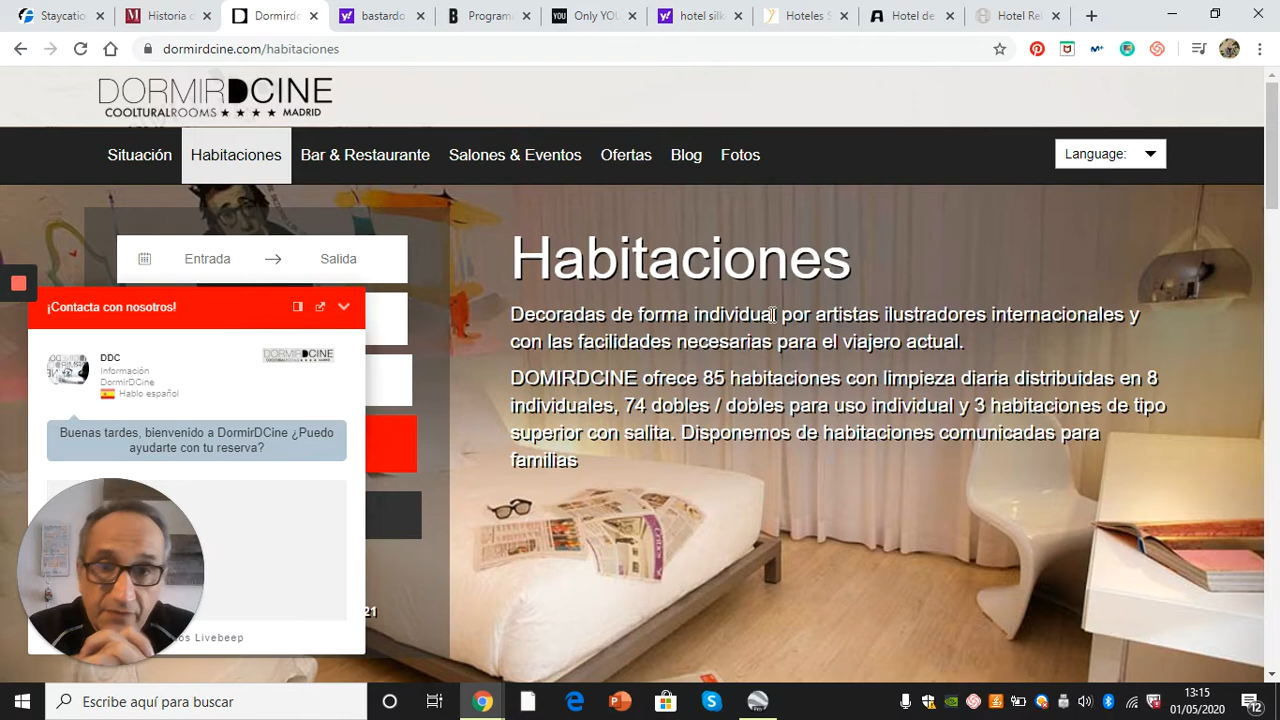 Staycatio
Historia d
Dormirdc
bastardo
Program
Only YOU
hotel silk
Hoteles S
Hotel de
Hotel Re
dormirdcine.com/habitaciones
DORMIRDCINE
COOLTURALROOMS ★ ★ ★ ★ MADRID
Situación
Habitaciones
Bar & Restaurante
Salones & Eventos
Ofertas
Blog
Fotos
Language:
Entrada → Salida
Habitaciones
Decoradas de forma individual por artistas ilustradores internacionales y
con las facilidades necesarias para el viajero actual.
DOMIRDCINE ofrece 85 habitaciones con limpieza diaria distribuidas en 8
individuales, 74 dobles / dobles para uso individual y 3 habitaciones de tipo
superior con salita. Disponemos de habitaciones comunicadas para
familias
¡Contacta con nosotros!
DDC
Información
DormirDCine
Hablo español
DORMIRDCINE
Buenas tardes, bienvenido a DormirDCine ¿Puedo
ayudarte con tu reserva?
21
os Livebeep
Escribe aquí para buscar
13:15
01/05/2020
12